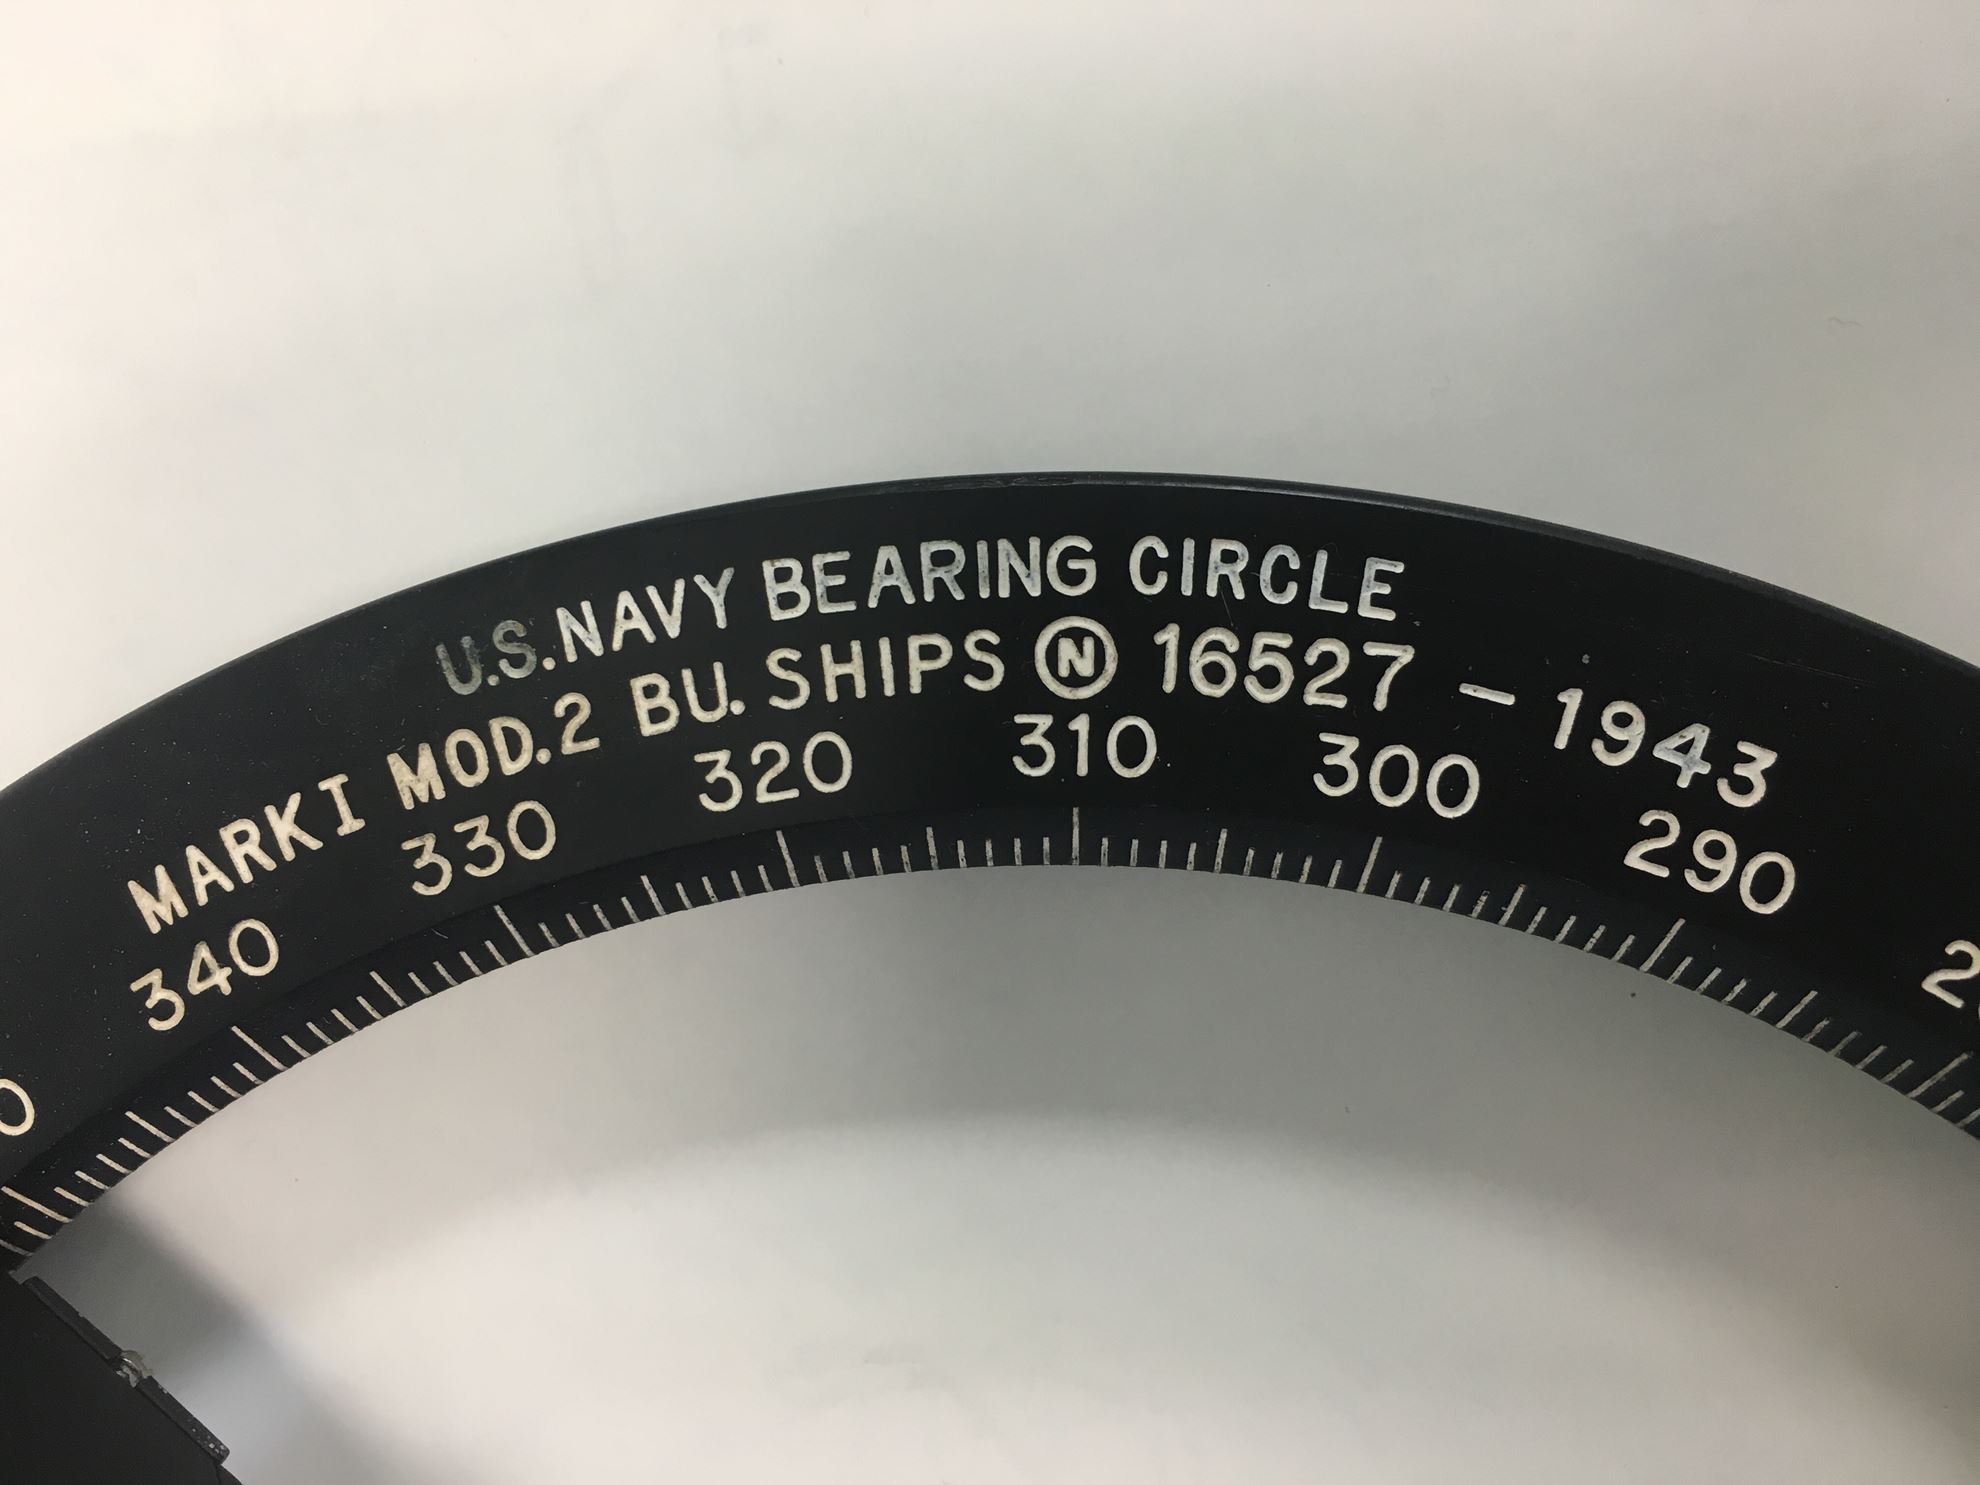 U.S.NAVY BEARING CIRCLE
MARK I MOD.2 BU. SHIPS Ⓝ 16527 - 1943
340 330 320 310 300 290